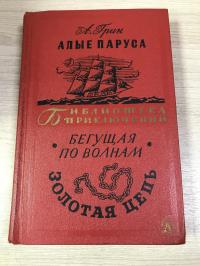 А. Грин
АЛЫЕ ПАРУСА
БИБЛИОТЕКА
ПРИКЛЮЧЕНИЙ
• БЕГУЩАЯ •
ПО ВОЛНАМ
ЗОЛОТАЯ ЦЕПЬ